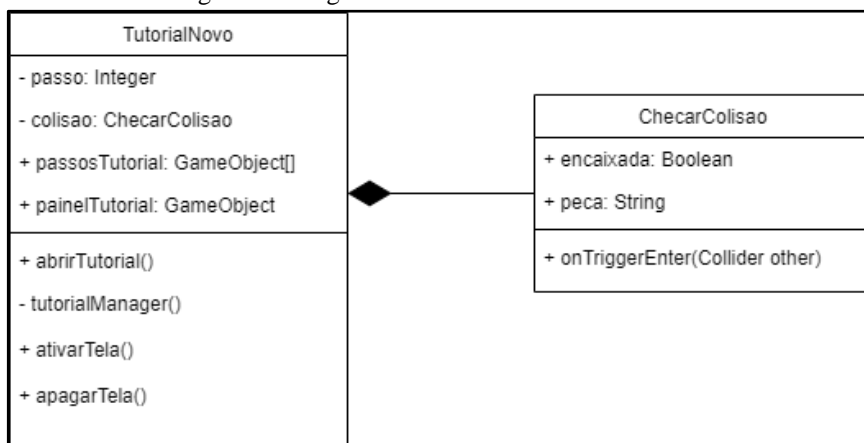 TutorialNovo
- passo: Integer
- colisao: ChecarColisao
+ passosTutorial: GameObject[]
+ painelTutorial: GameObject
+ abrirTutorial()
- tutorialManager()
+ ativarTela()
+ apagarTela()
ChecarColisao
+ encaixada: Boolean
+ peca: String
+ onTriggerEnter(Collider other)